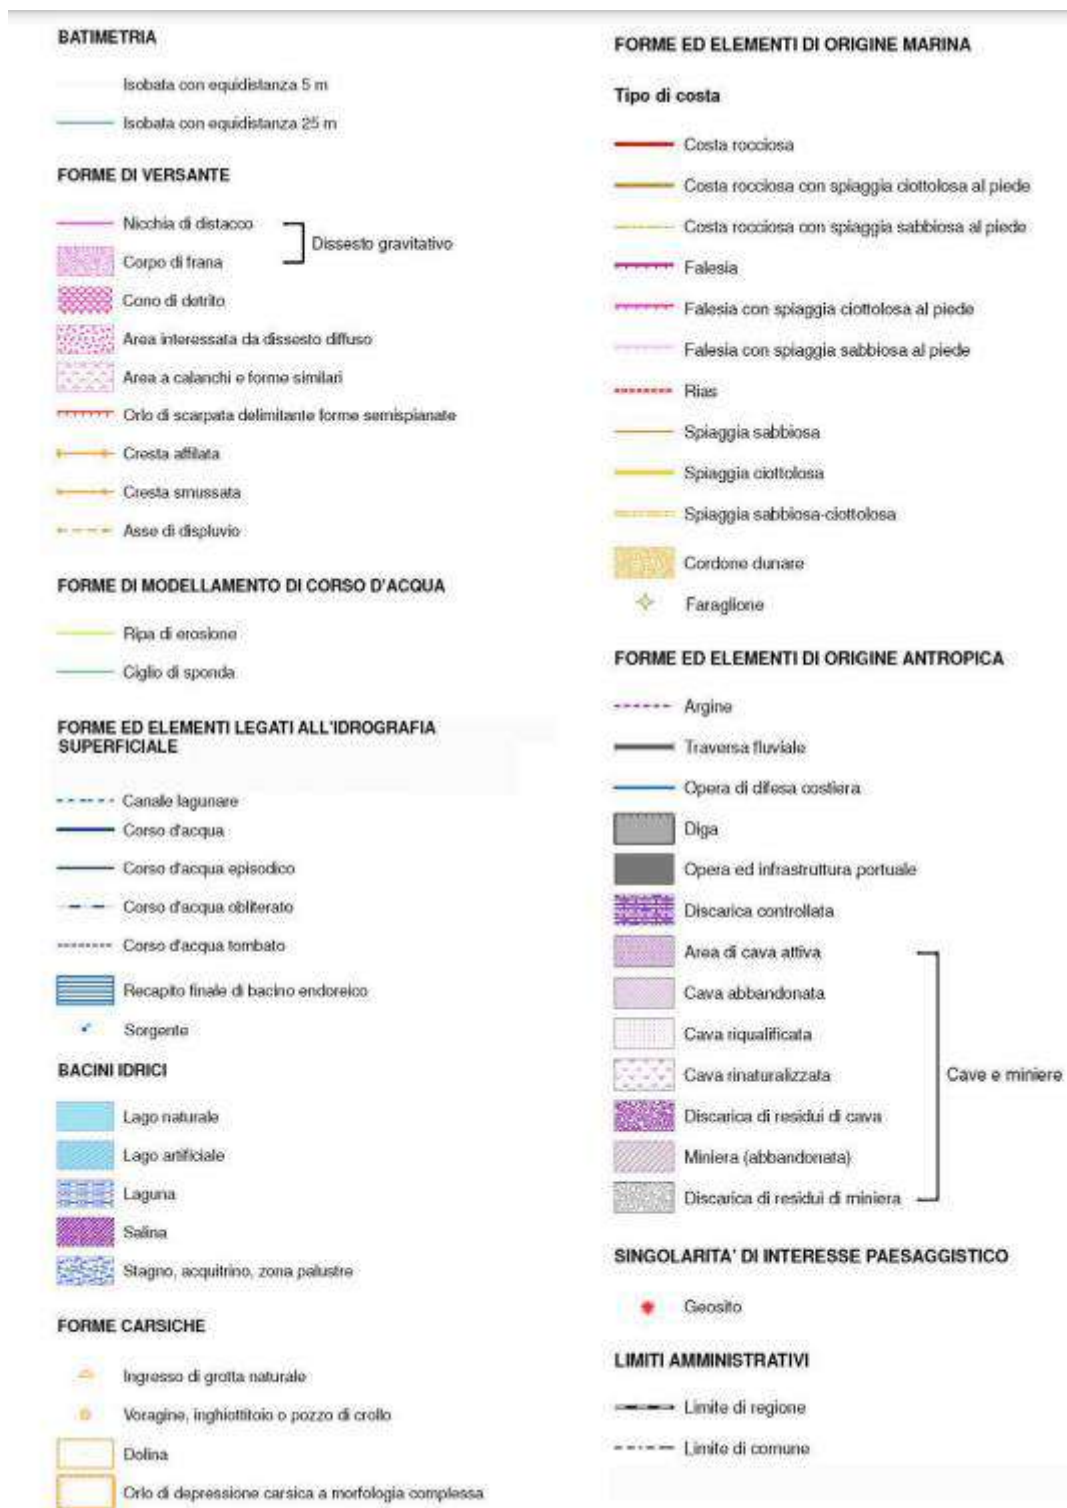 BATIMETRIA
Isobata con equidistanza 5 m
Isobata con equidistanza 25 m
FORME DI VERSANTE
Nicchia di distacco
Corpo di frana
Dissesto gravitativo
Cono di detrito
Area interessata da dissesto diffuso
Area a calanchi e forme similari
Orlo di scarpata delimitante forme semispianate
Cresta affilata
Cresta smussata
Asse di displuvio
FORME DI MODELLAMENTO DI CORSO D'ACQUA
Ripa di erosione
Ciglio di sponda
FORME ED ELEMENTI LEGATI ALL'IDROGRAFIA
SUPERFICIALE
Canale lagunare
Corso d'acqua
Corso d'acqua episodico
Corso d'acqua obliterato
Corso d'acqua tombato
Recapito finale di bacino endoreico
Sorgente
BACINI IDRICI
Lago naturale
Lago artificiale
Laguna
Salina
Stagno, acquitrino, zona palustre
FORME CARSICHE
Ingresso di grotta naturale
Voragine, inghiottitoio o pozzo di crollo
Dolina
Orlo di depressione carsica a morfologia complessa
FORME ED ELEMENTI DI ORIGINE MARINA
Tipo di costa
Costa rocciosa
Costa rocciosa con spiaggia ciottolosa al piede
Costa rocciosa con spiaggia sabbiosa al piede
Falesia
Falesia con spiaggia ciottolosa al piede
Falesia con spiaggia sabbiosa al piede
Rias
Spiaggia sabbiosa
Spiaggia ciottolosa
Spiaggia sabbiosa-ciottolosa
Cordone dunare
Faraglione
FORME ED ELEMENTI DI ORIGINE ANTROPICA
Argine
Traversa fluviale
Opera di difesa costiera
Diga
Opera ed infrastruttura portuale
Discarica controllata
Area di cava attiva
Cava abbandonata
Cava riqualificata
Cava rinaturalizzata
Cave e miniere
Discarica di residui di cava
Miniera (abbandonata)
Discarica di residui di miniera
SINGOLARITA' DI INTERESSE PAESAGGISTICO
Geosito
LIMITI AMMINISTRATIVI
Limite di regione
Limite di comune